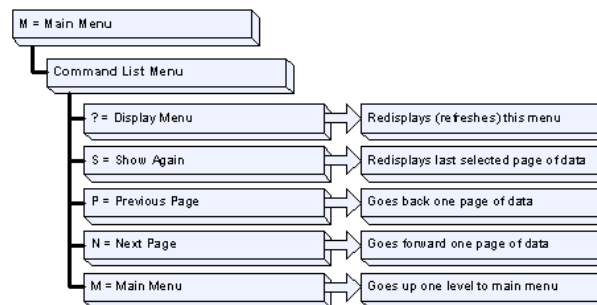 M = Main Menu
Command List Menu
? = Display Menu
Redisplays (refreshes) this menu
S = Show Again
Redisplays last selected page of data
P = Previous Page
Goes back one page of data
N = Next Page
Goes forward one page of data
M = Main Menu
Goes up one level to main menu